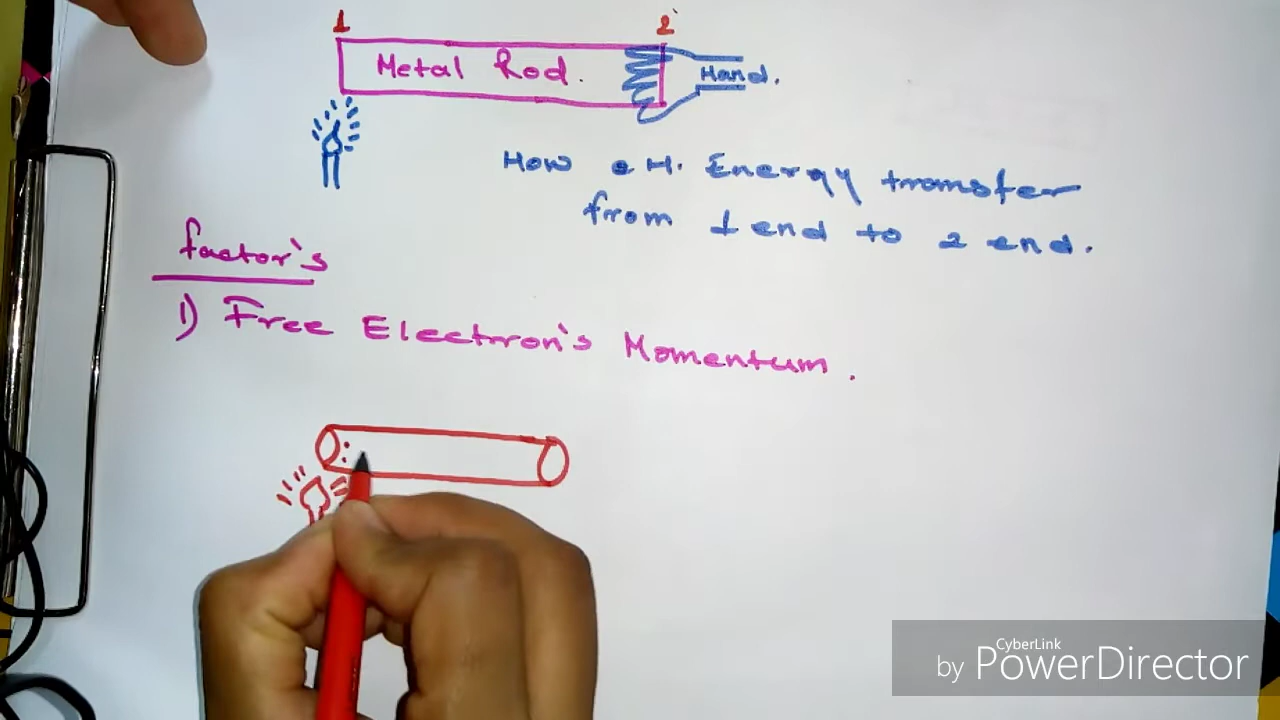 1 2
Metal Rod.
Hand.
How H. Energy transfer
from 1 end to 2 end.
factor's
1) Free Electron's Momentum.
CyberLink
by PowerDirector